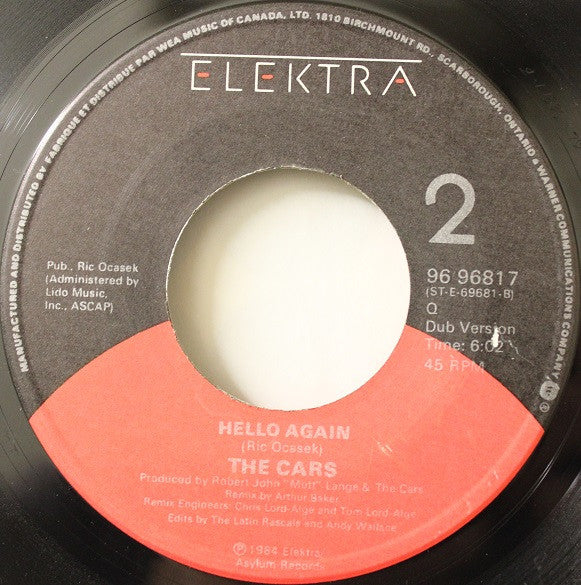 MANUFACTURED AND DISTRIBUTED BY/FABRIQUE ET DISTRIBUE PAR WEA MUSIC OF CANADA, LTD. 1810 BIRCHMOUNT RD., SCARBOROUGH, ONTARIO A WARNER COMMUNICATIONS COMPANY
ELEKTRA
2
96 96817
(ST-E-69681-B)
Q
Dub Version
Time: 6:02
45 RPM
Pub., Ric Ocasek
(Administered by
Lido Music,
Inc., ASCAP)
HELLO AGAIN
(Ric Ocasek)
THE CARS
Produced by Robert John "Mutt" Lange & The Cars
Remix by Arthur Baker
Remix Engineers: Chris Lord-Alge and Tom Lord-Alge
Edits by The Latin Rascals and Andy Wallace
℗ 1984 Elektra/
Asylum Records